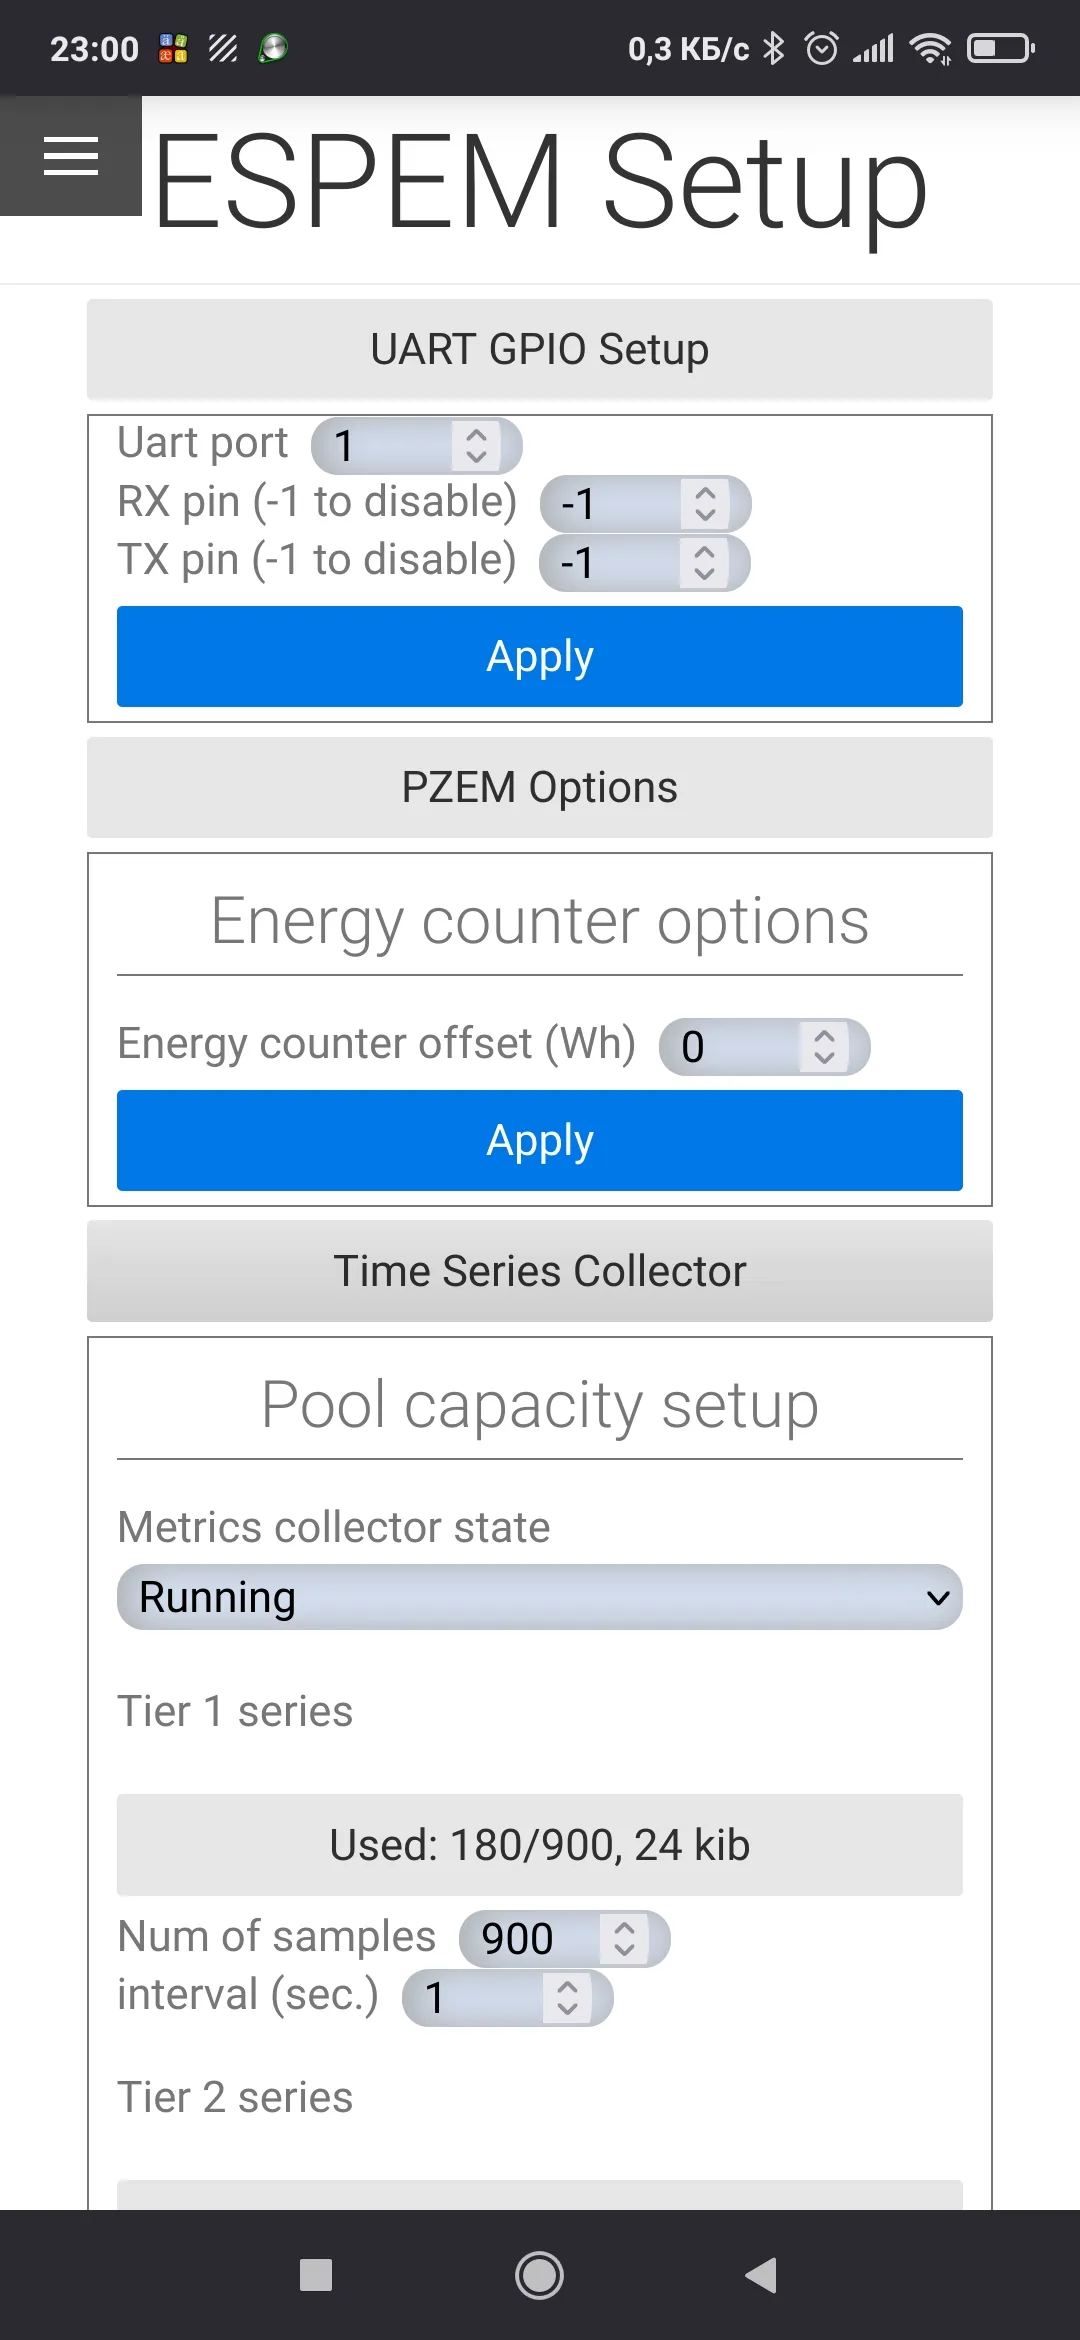 23:00 0,3 КБ/с
ESPEM Setup
UART GPIO Setup
Uart port 1
RX pin (-1 to disable) -1
TX pin (-1 to disable) -1
Apply
PZEM Options
Energy counter options
Energy counter offset (Wh) 0
Apply
Time Series Collector
Pool capacity setup
Metrics collector state
Running
Tier 1 series
Used: 180/900, 24 kib
Num of samples 900
interval (sec.) 1
Tier 2 series